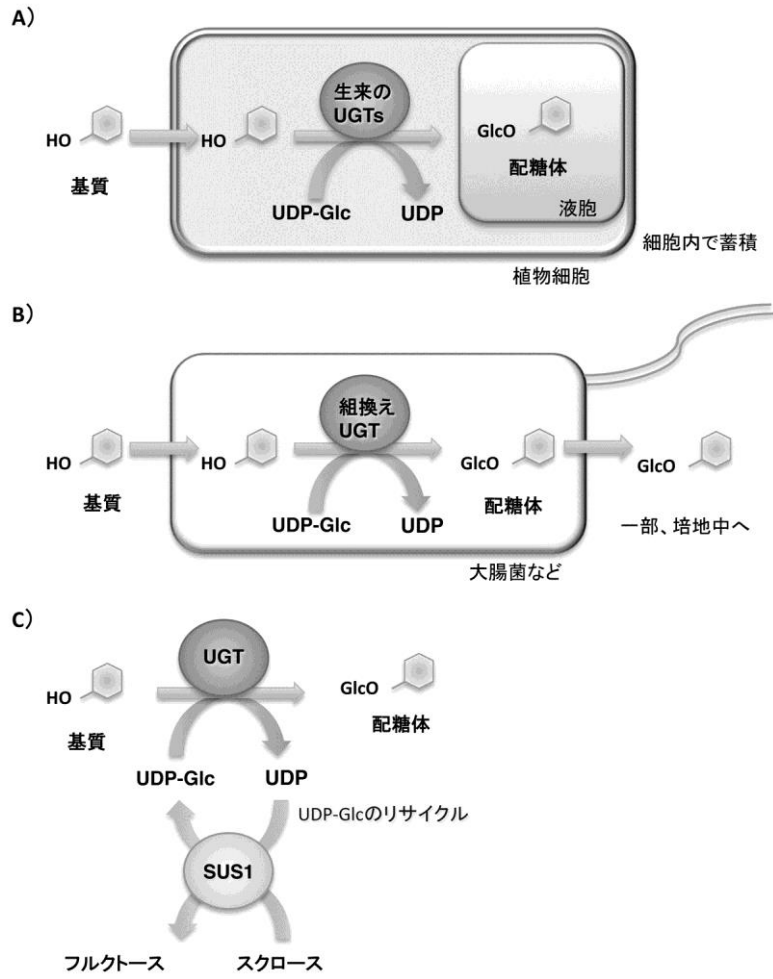 A)
生来の
UGTs
HO
HO
GlcO
基質
配糖体
UDP-Glc
UDP
液胞
細胞内で蓄積
植物細胞
B)
組換え
UGT
HO
HO
GlcO
GlcO
基質
UDP-Glc
UDP
配糖体
一部、培地中へ
大腸菌など
C)
UGT
HO
GlcO
基質
配糖体
UDP-Glc
UDP
UDP-Glcのリサイクル
SUS1
フルクトース
スクロース